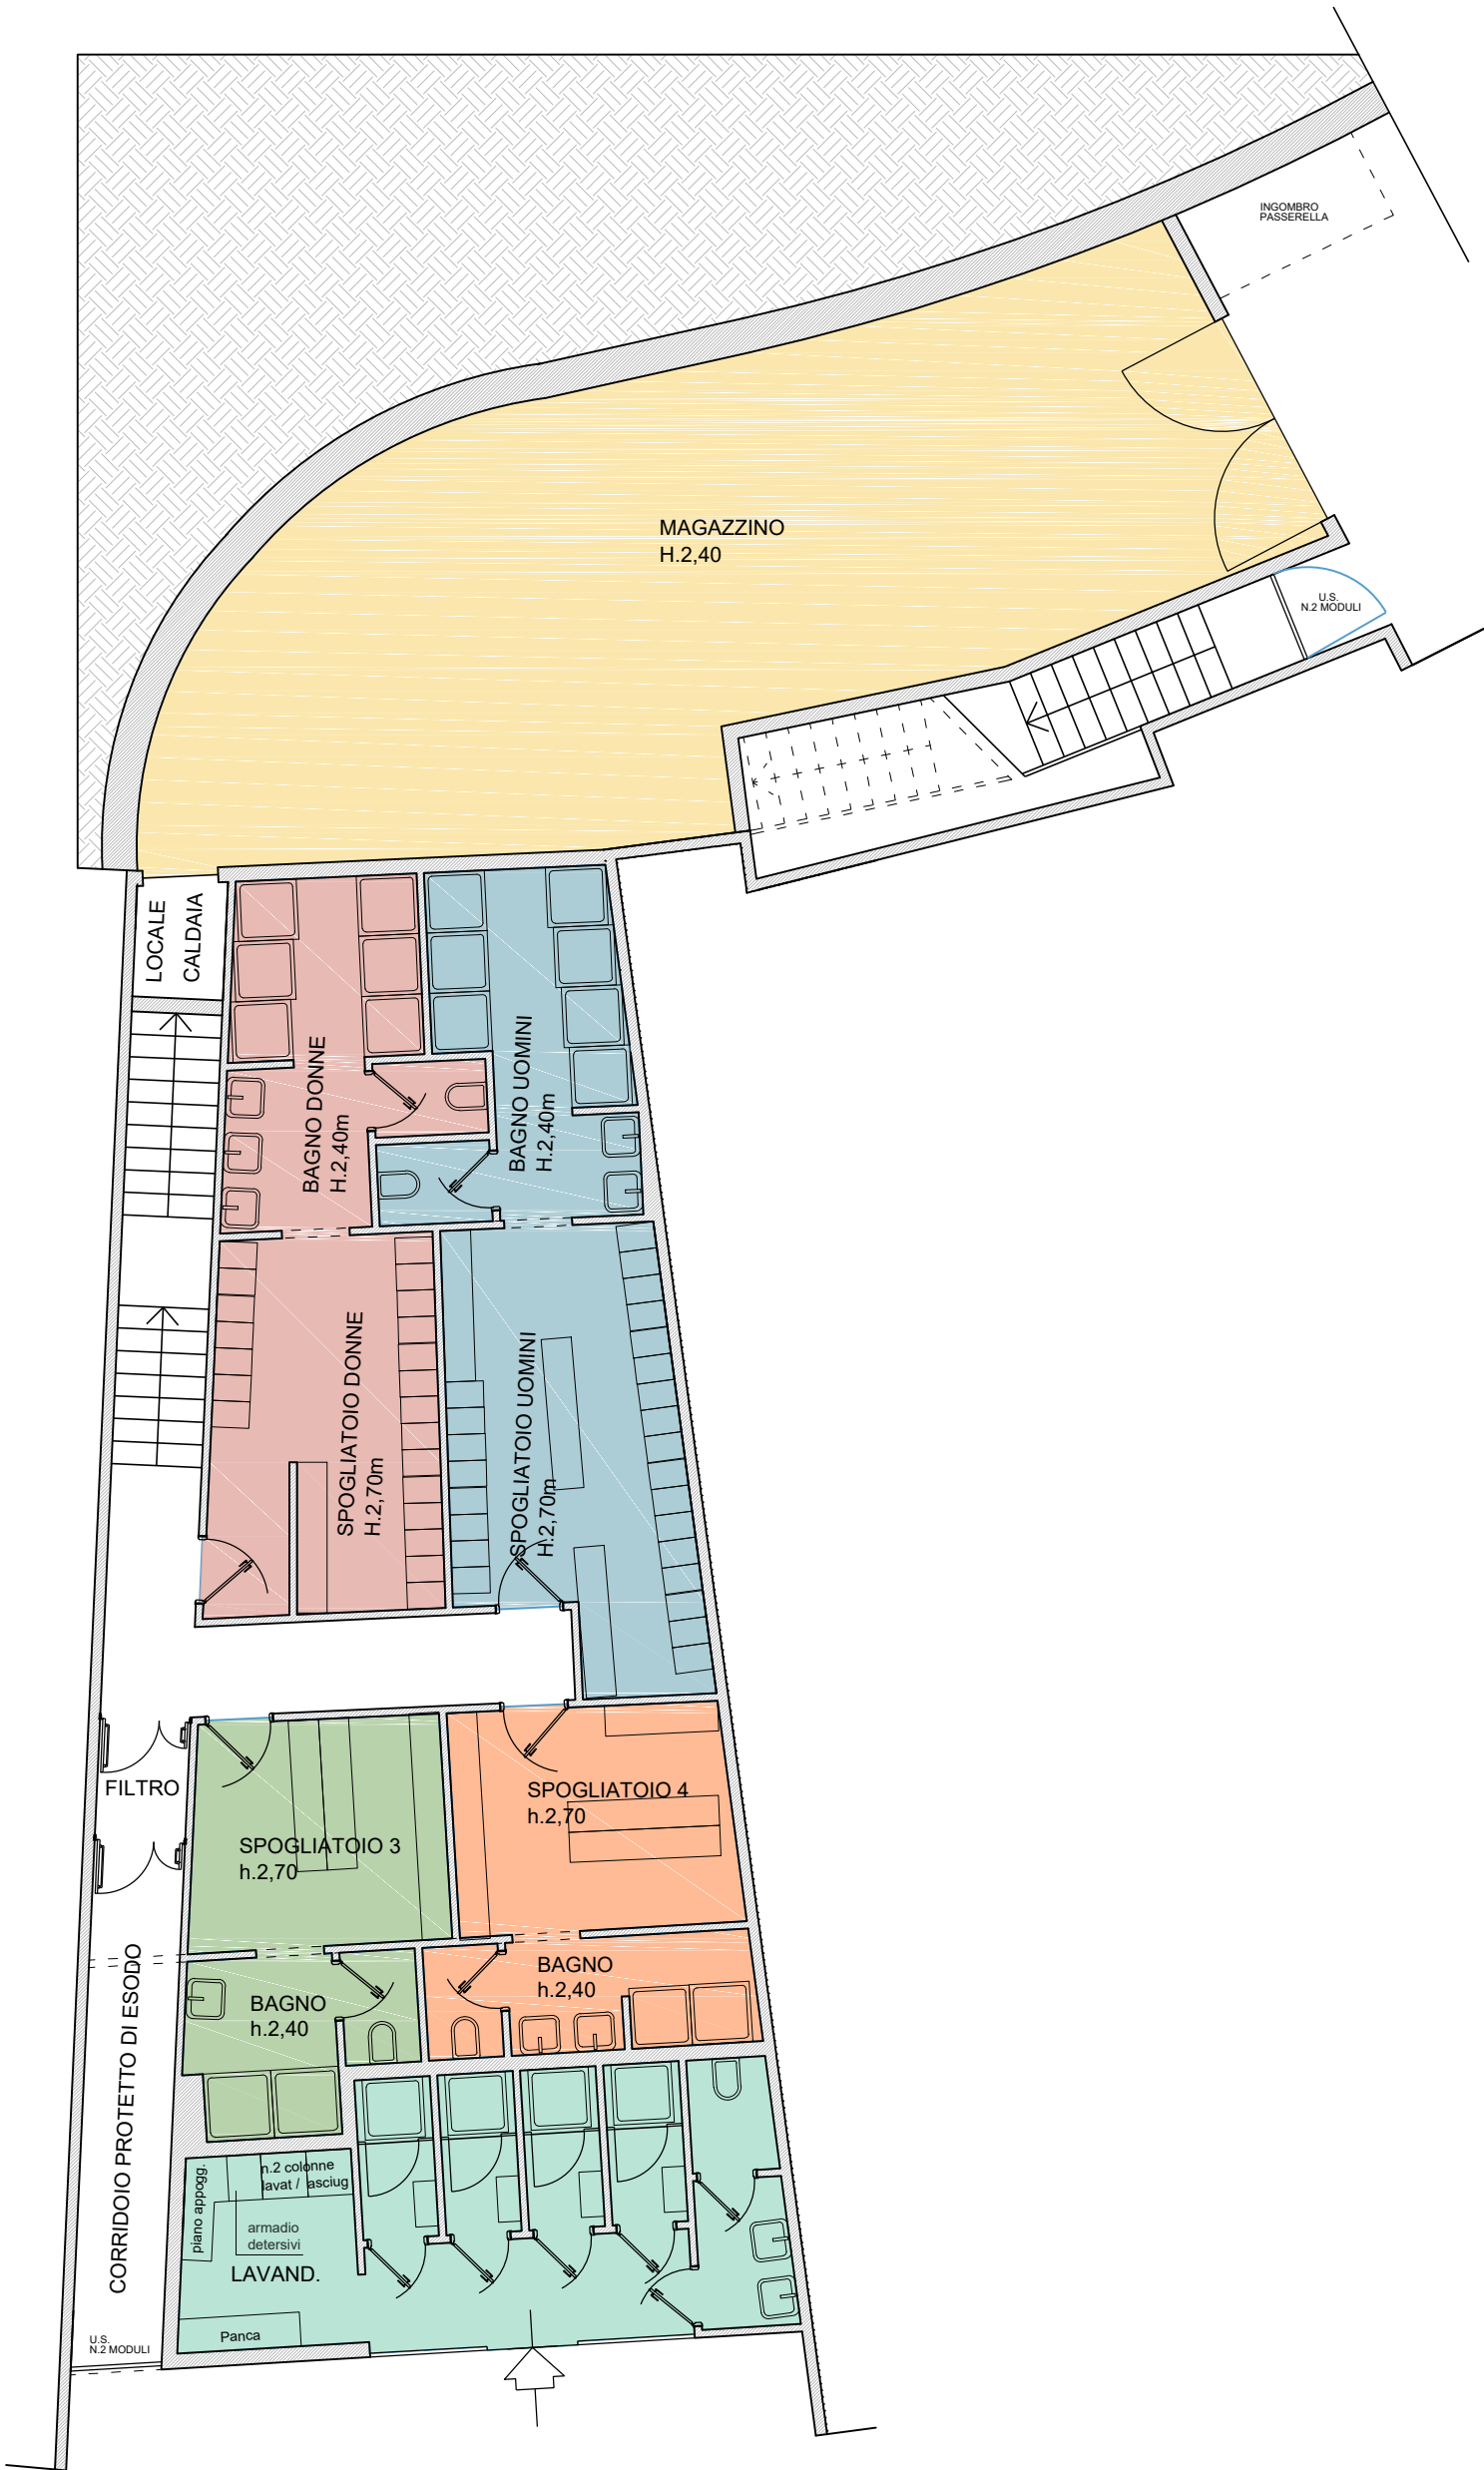 INGOMBRO
PASSERELLA
MAGAZZINO
H.2,40
U.S.
N.2 MODULI
LOCALE
CALDAIA
BAGNO DONNE
H.2,40m
BAGNO UOMINI
H.2,40m
SPOGLIATOIO DONNE
H.2,70m
SPOGLIATOIO UOMINI
H.2,70m
FILTRO
SPOGLIATOIO 4
h.2,70
SPOGLIATOIO 3
h.2,70
CORRIDOIO PROTETTO DI ESODO
BAGNO
h.2,40
BAGNO
h.2,40
piano appogg.
n.2 colonne
lavat / asciug
armadio
detersivi
LAVAND.
Panca
U.S.
N.2 MODULI